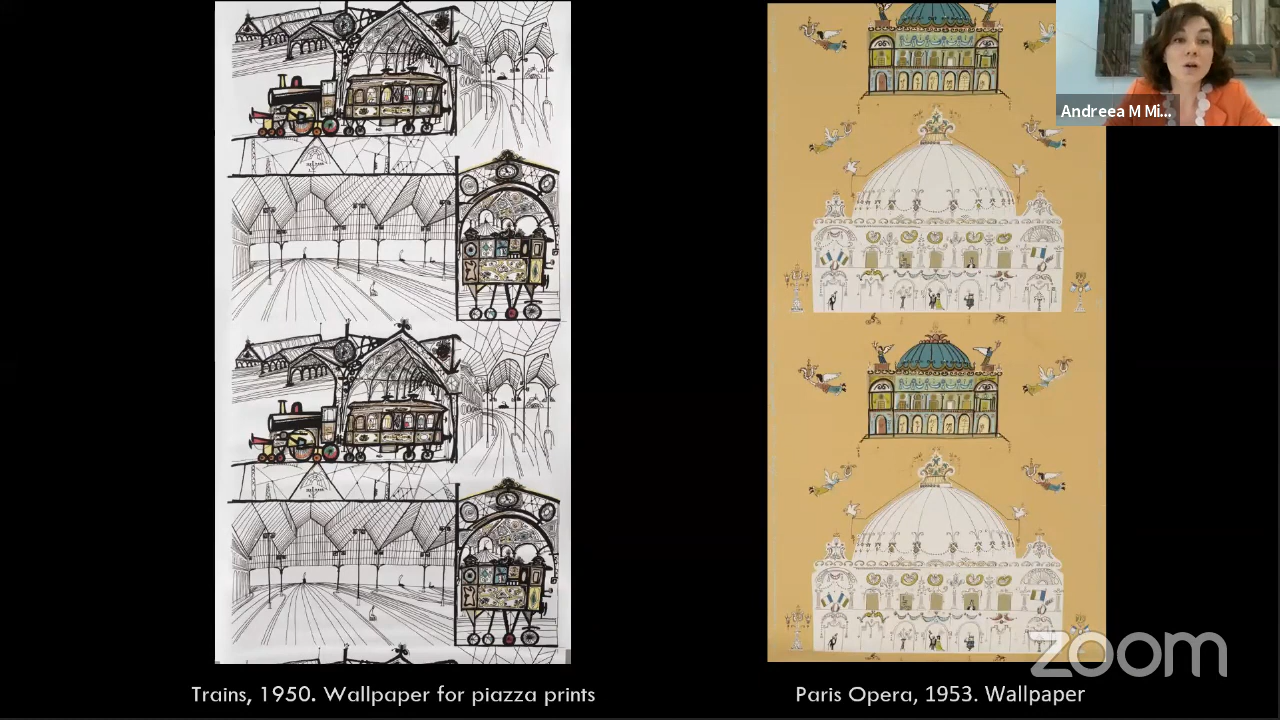 Andreea M Mi...
zoom
Trains, 1950. Wallpaper for piazza prints
Paris Opera, 1953. Wallpaper